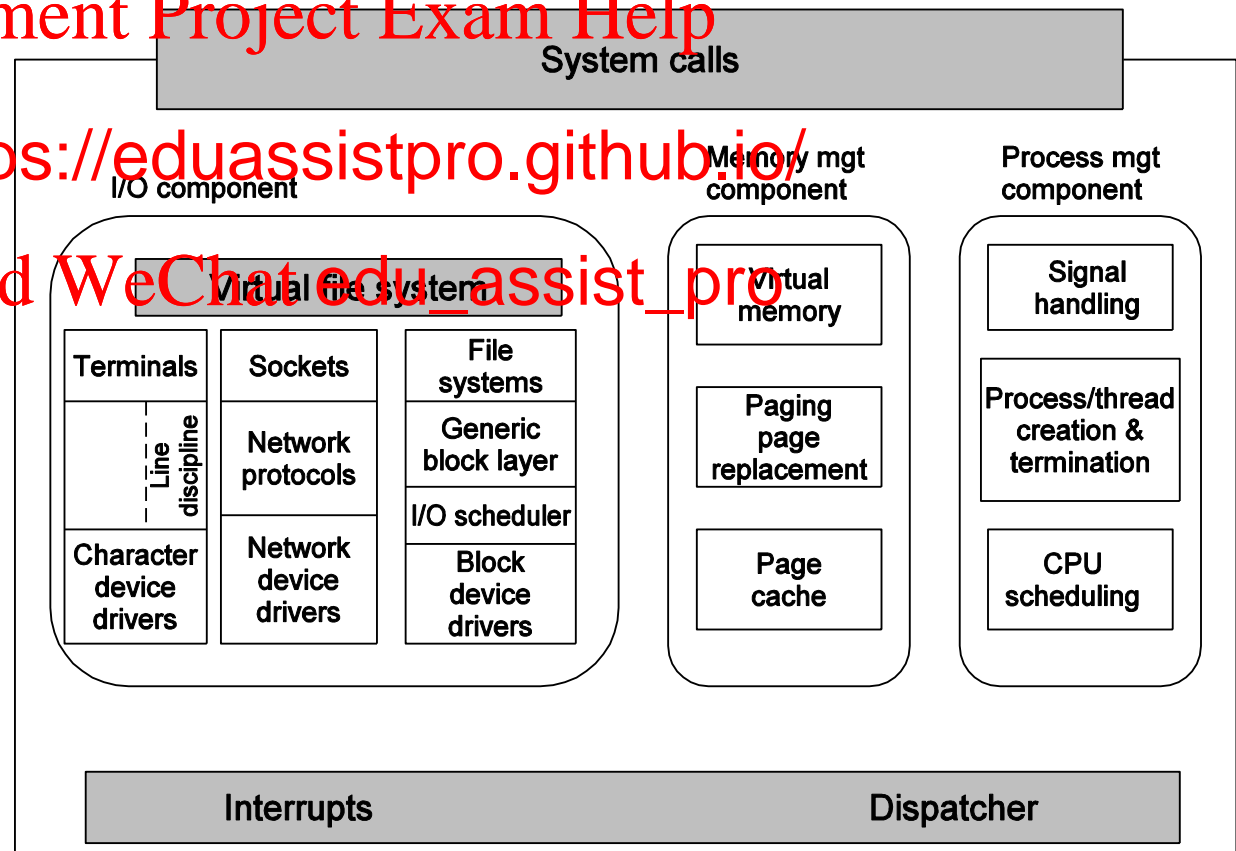 ment Project Exam Help
System calls
ps://eduassistpro.github.io/
I/O component
Memory mgt
component
Process mgt
component
d WeChat edu_assist_pro
Virtual file system
Terminals
Line
discipline
Character
device
drivers
Sockets
Network
protocols
Network
device
drivers
File
systems
Generic
block layer
I/O scheduler
Block
device
drivers
Virtual
memory
Paging
page
replacement
Page
cache
Signal
handling
Process/thread
creation &
termination
CPU
scheduling
Interrupts
Dispatcher